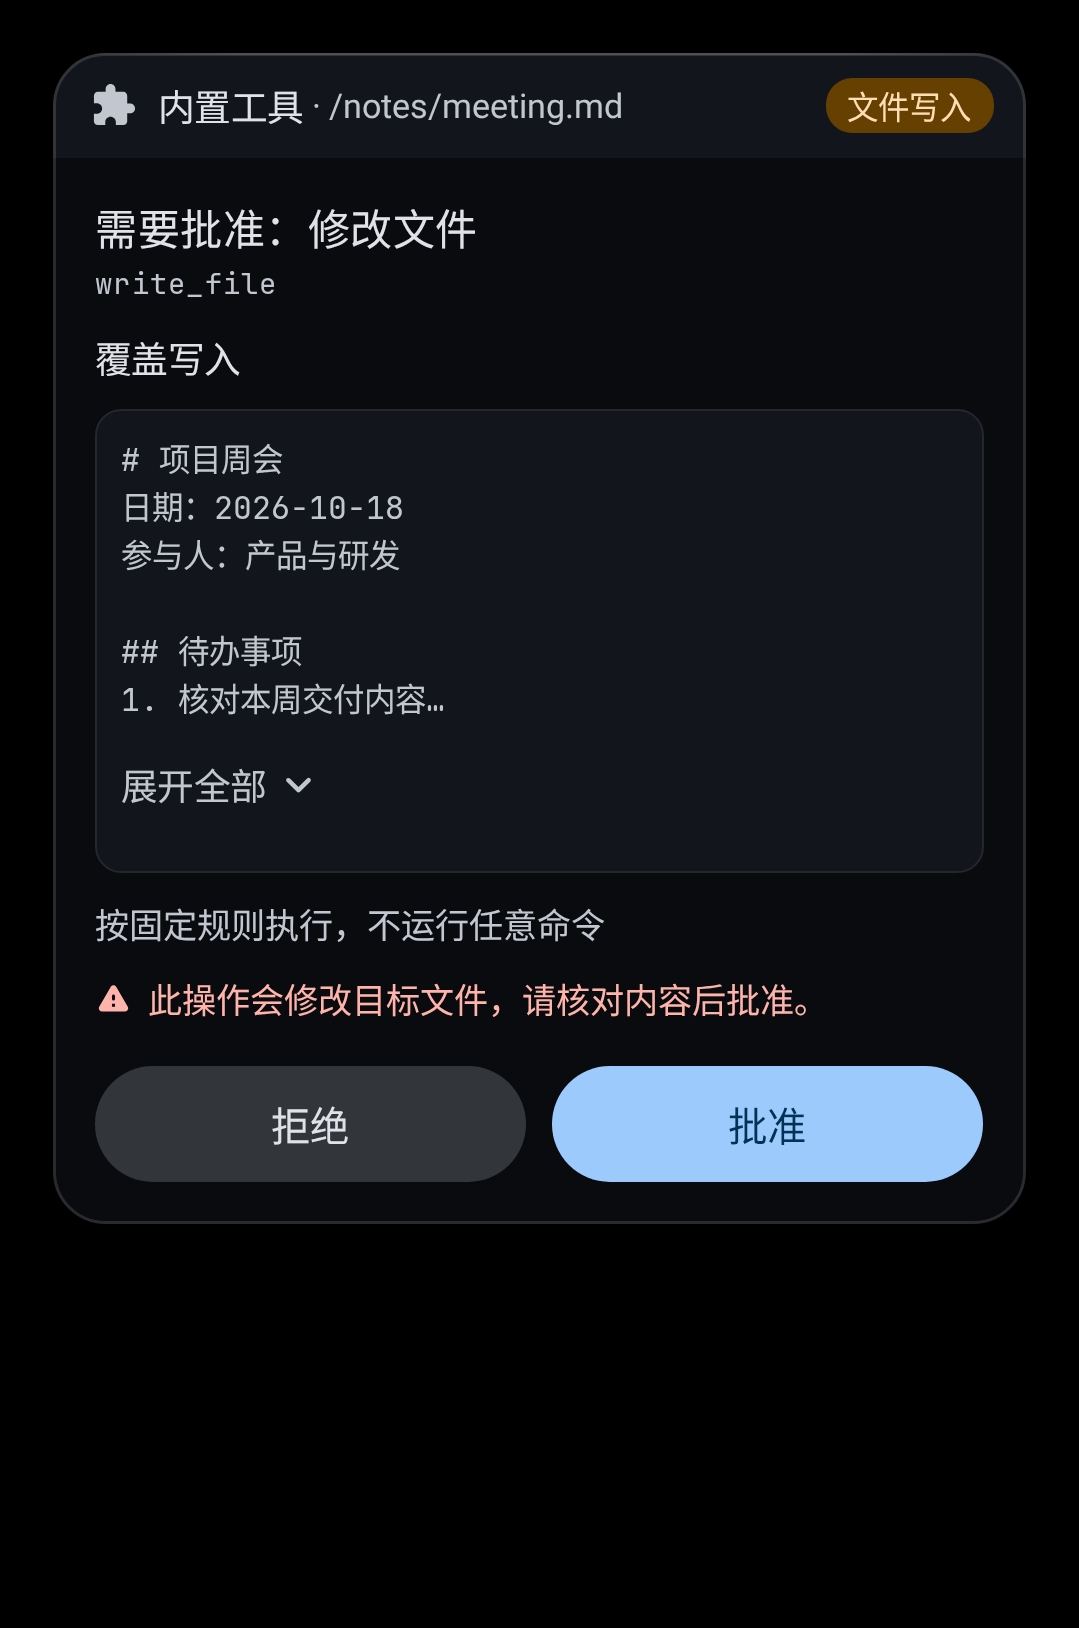 内置工具 · /notes/meeting.md
文件写入
需要批准：修改文件
write_file
覆盖写入
# 项目周会
日期：2026-10-18
参与人：产品与研发
## 待办事项
1. 核对本周交付内容…
展开全部
按固定规则执行，不运行任意命令
此操作会修改目标文件，请核对内容后批准。
拒绝
批准